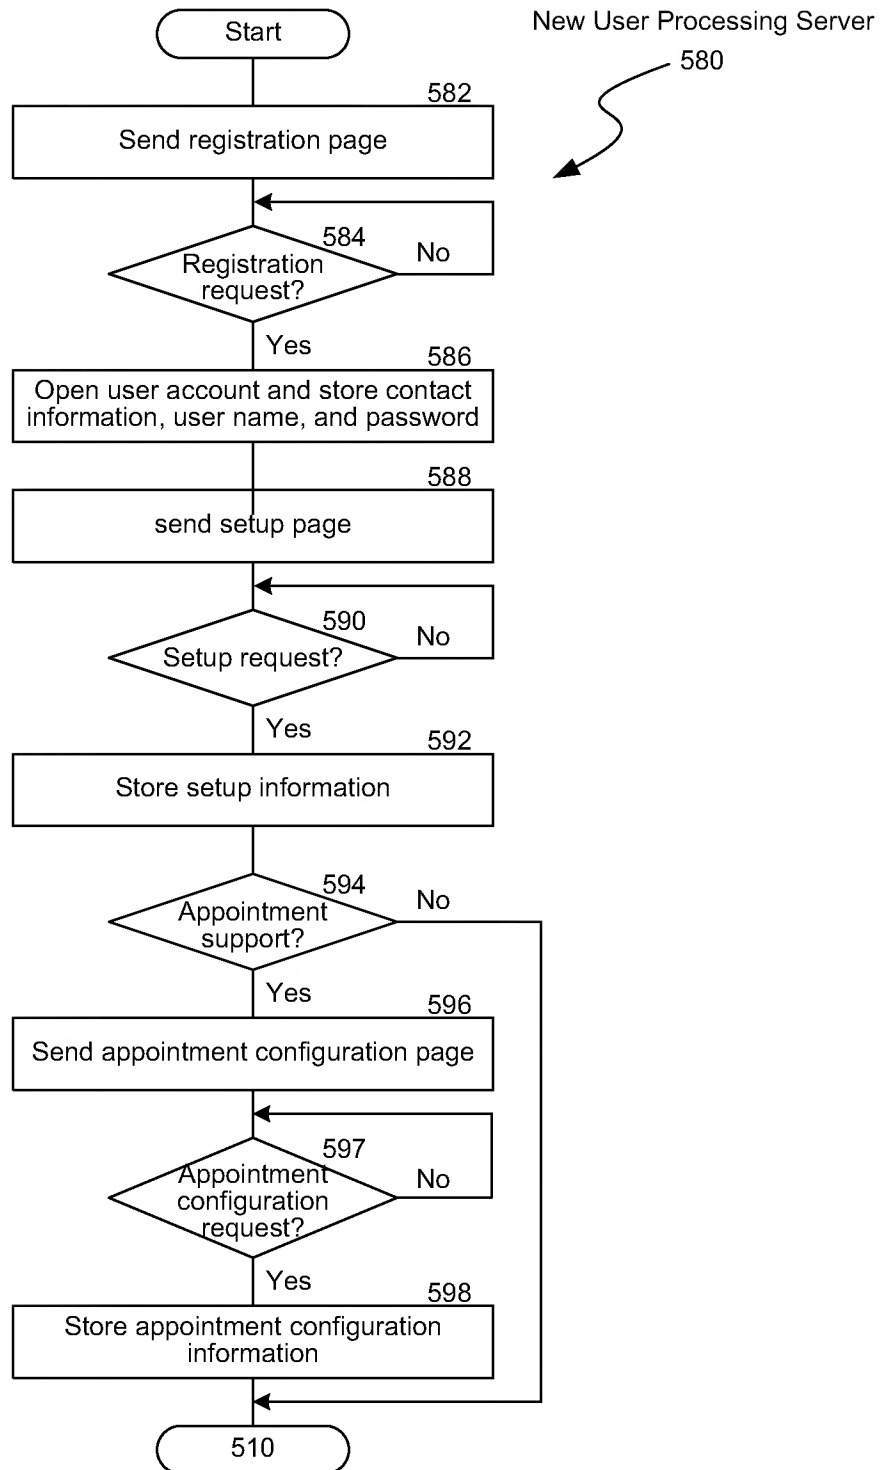 Start
New User Processing Server
580
582
Send registration page
584
No
Registration
request?
Yes
586
Open user account and store contact
information, user name, and password
588
send setup page
590
No
Setup request?
Yes
592
Store setup information
594
No
Appointment
support?
Yes
596
Send appointment configuration page
597
Appointment
No
configuration
request?
Yes
598
Store appointment configuration
information
510